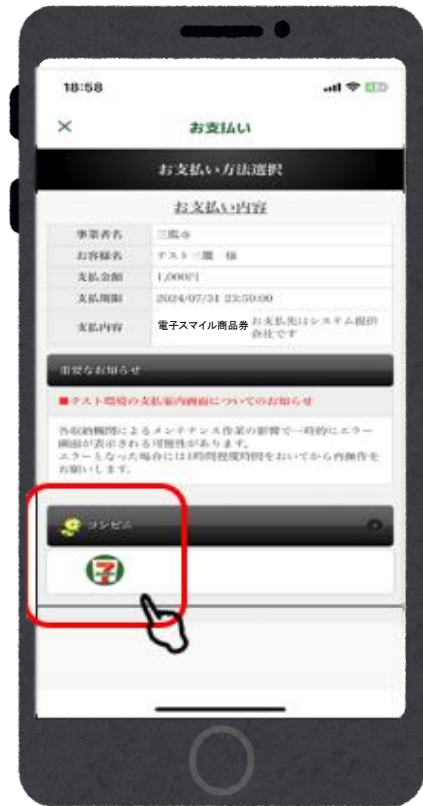 18:58
お支払い
お支払い方法選択
お支払い内容
事業者名 三鷹市
お客様名 テスト三鷹 様
支払金額 1,000円
支払期限 2024/07/31 23:50:00
支払内容 電子スマイル商品券 お支払先はシステム提供
会社です
重要なお知らせ
■テスト環境の支払案内画面についてのお知らせ
各収納機関によるメンテナンス作業の影響で一時的にエラー
画面が表示される可能性があります。
エラーとなった場合には1時間程度時間をおいてから再操作を
お願いします。
コンビニ
7